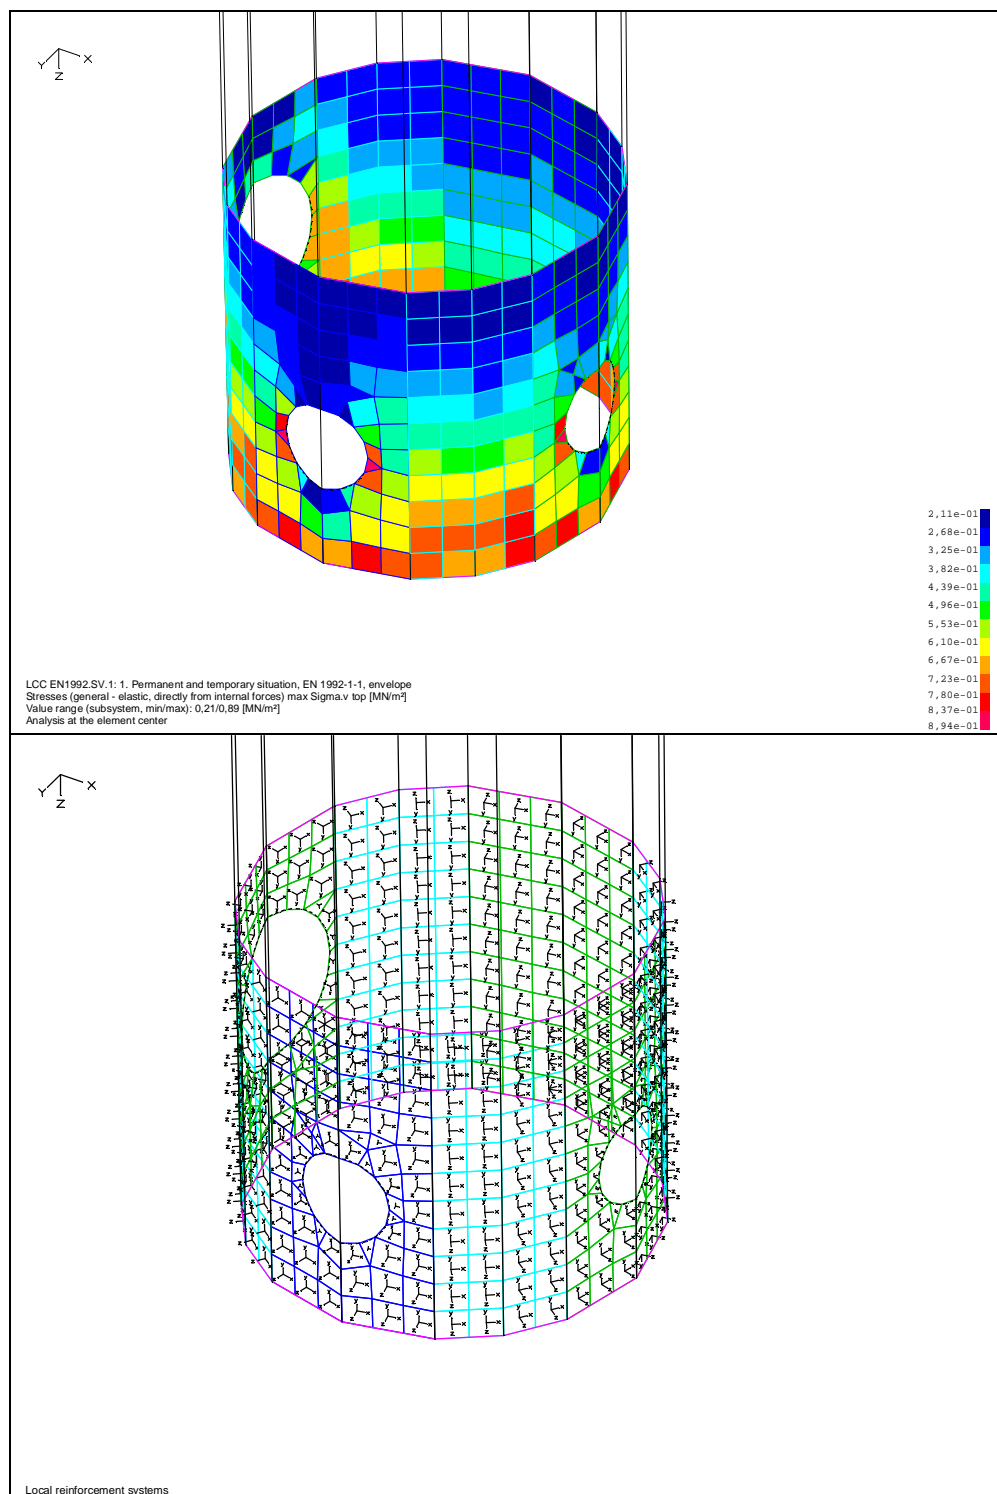 Y X
Z
2,11e-01
2,68e-01
3,25e-01
3,82e-01
4,39e-01
4,96e-01
5,53e-01
6,10e-01
6,67e-01
7,23e-01
7,80e-01
8,37e-01
8,94e-01
LCC EN1992.SV.1: 1. Permanent and temporary situation, EN 1992-1-1, envelope
Stresses (general - elastic, directly from internal forces) max Sigma.v top [MN/m²]
Value range (subsystem, min/max): 0,21/0,89 [MN/m²]
Analysis at the element center
Y X
Z
Local reinforcement systems